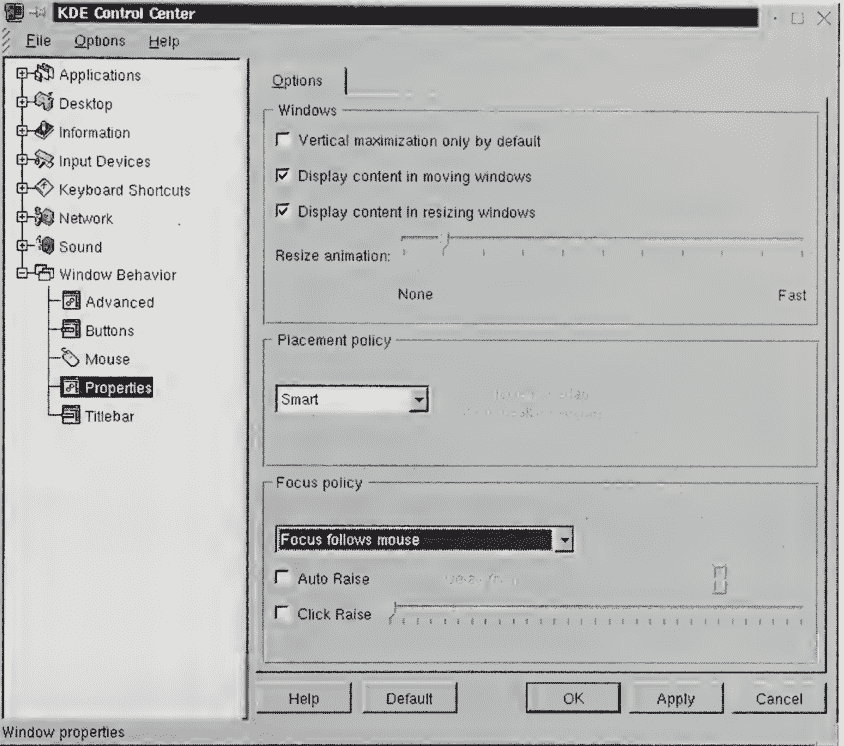 KDE Control Center
File Options Help
Applications
Desktop
Information
Input Devices
Keyboard Shortcuts
Network
Sound
Window Behavior
Advanced
Buttons
Mouse
Properties
Titlebar
Options
Windows
Vertical maximization only by default
Display content in moving windows
Display content in resizing windows
Resize animation:
None Fast
Placement policy
Smart
Focus policy
Focus follows mouse
Auto Raise
Click Raise
Help Default OK Apply Cancel
Window properties